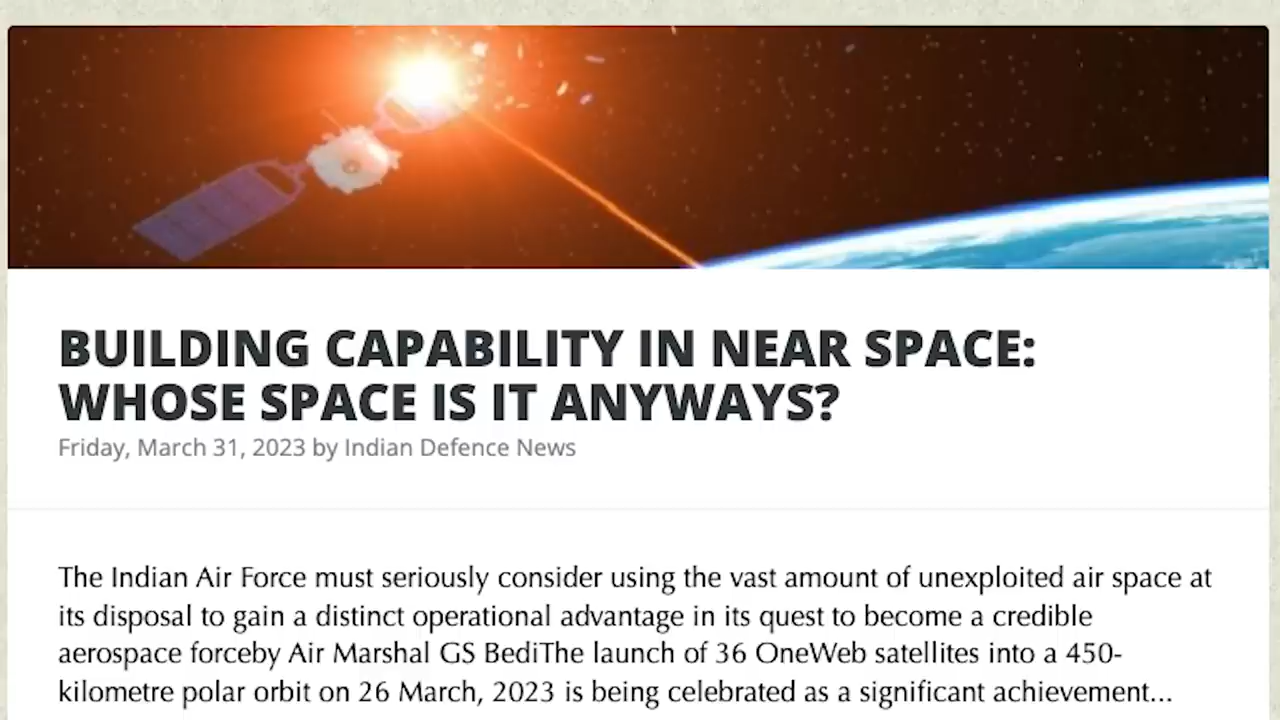 BUILDING CAPABILITY IN NEAR SPACE:
WHOSE SPACE IS IT ANYWAYS?
Friday, March 31, 2023 by Indian Defence News
The Indian Air Force must seriously consider using the vast amount of unexploited air space at
its disposal to gain a distinct operational advantage in its quest to become a credible
aerospace forceby Air Marshal GS BediThe launch of 36 OneWeb satellites into a 450-
kilometre polar orbit on 26 March, 2023 is being celebrated as a significant achievement...